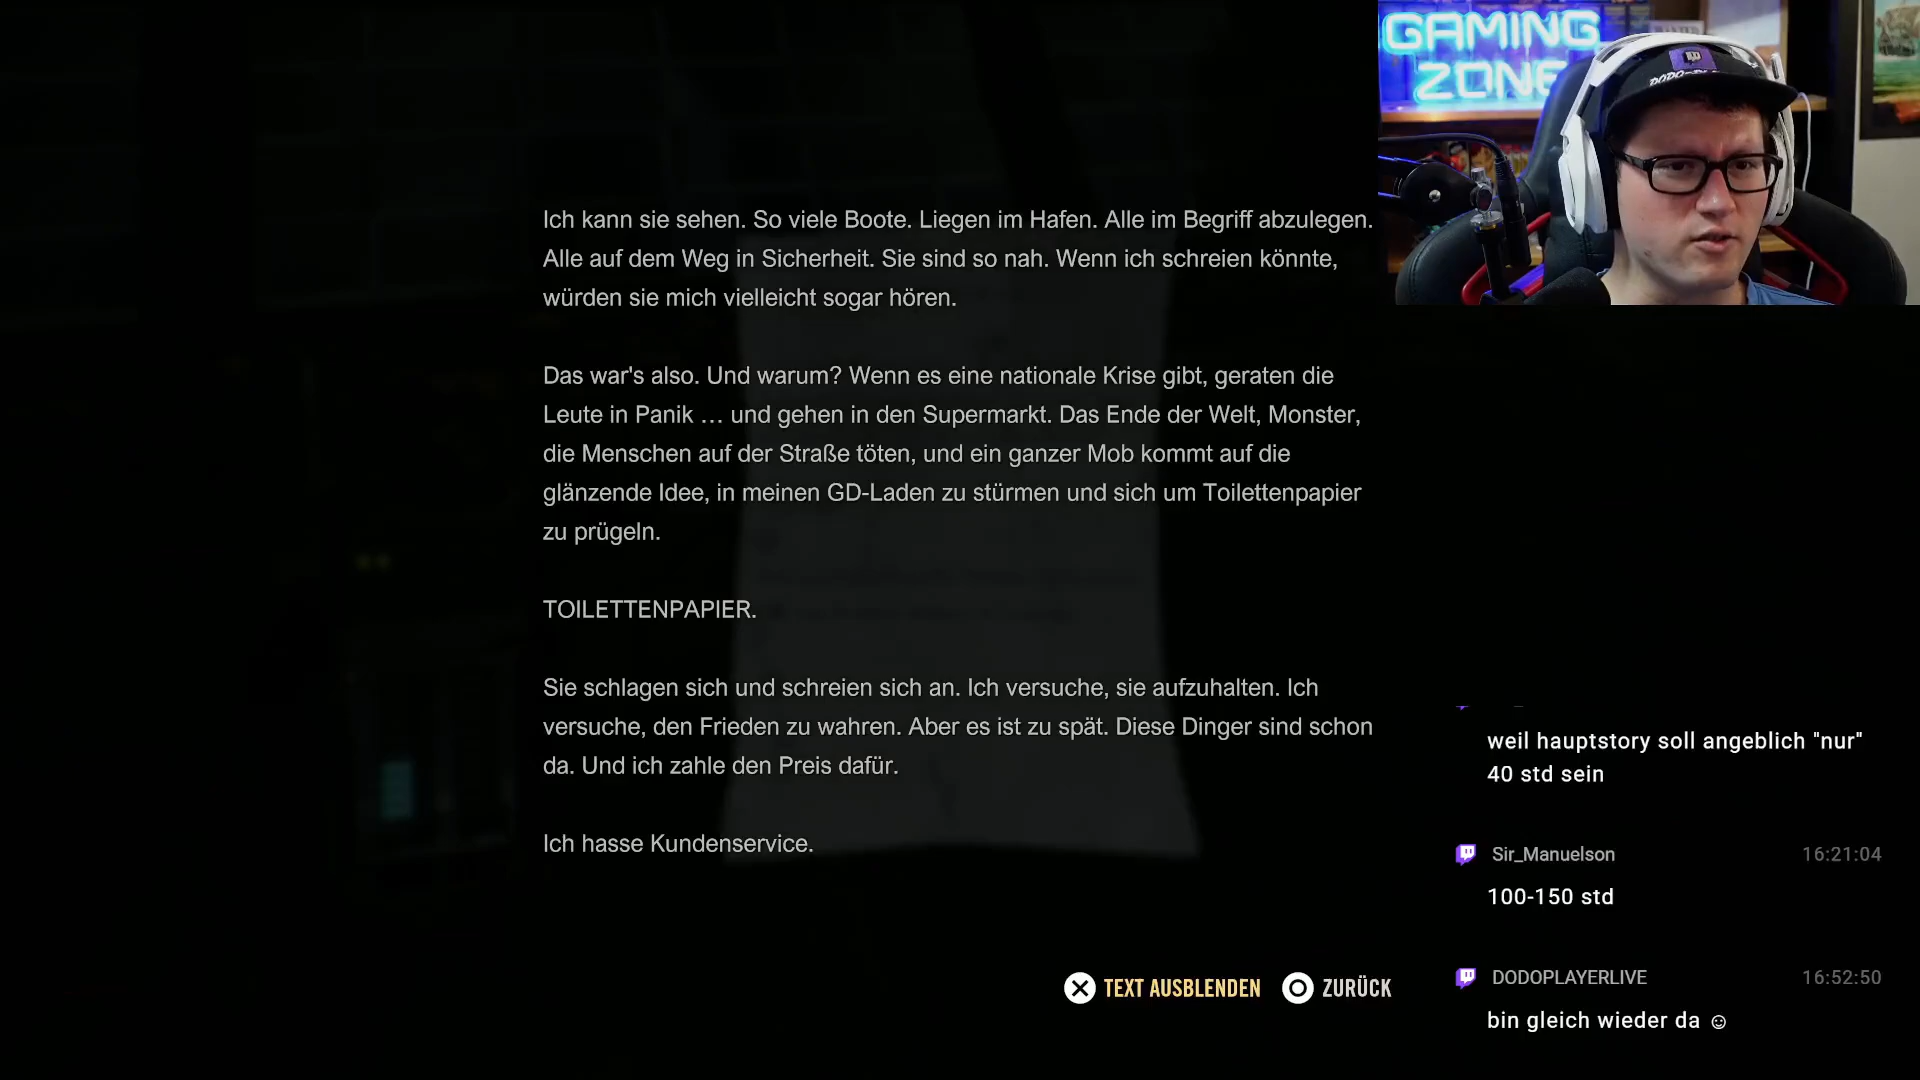 GAMING
ZONE
Ich kann sie sehen. So viele Boote. Liegen im Hafen. Alle im Begriff abzulegen.
Alle auf dem Weg in Sicherheit. Sie sind so nah. Wenn ich schreien könnte,
würden sie mich vielleicht sogar hören.
Das war's also. Und warum? Wenn es eine nationale Krise gibt, geraten die
Leute in Panik … und gehen in den Supermarkt. Das Ende der Welt, Monster,
die Menschen auf der Straße töten, und ein ganzer Mob kommt auf die
glänzende Idee, in meinen GD-Laden zu stürmen und sich um Toilettenpapier
zu prügeln.
TOILETTENPAPIER.
Sie schlagen sich und schreien sich an. Ich versuche, sie aufzuhalten. Ich
versuche, den Frieden zu wahren. Aber es ist zu spät. Diese Dinger sind schon
da. Und ich zahle den Preis dafür.
Ich hasse Kundenservice.
TEXT AUSBLENDEN ZURÜCK
weil hauptstory soll angeblich "nur"
40 std sein
Sir_Manuelson 16:21:04
100-150 std
DODOPLAYERLIVE 16:52:50
bin gleich wieder da ☺